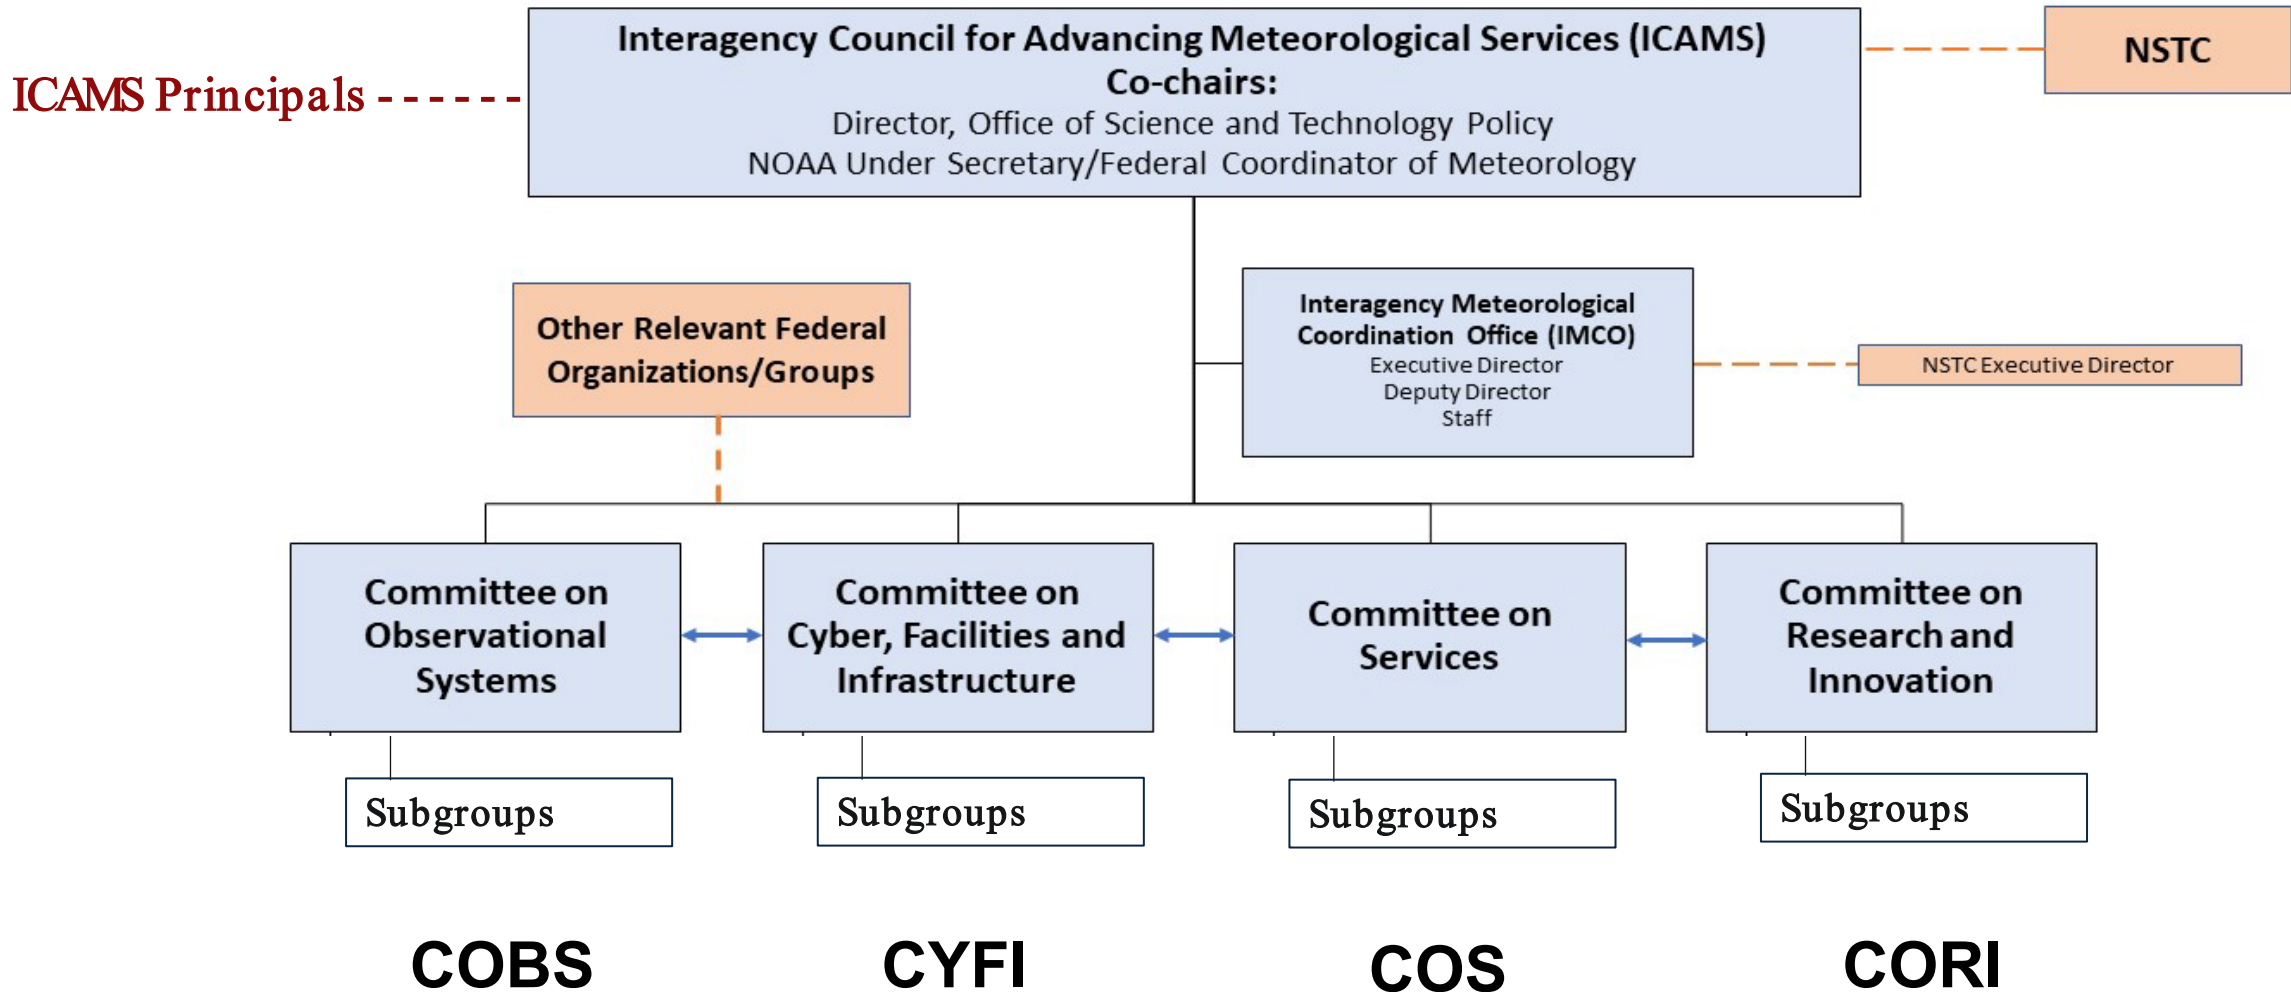 Interagency Council for Advancing Meteorological Services (ICAMS)
Co-chairs:
Director, Office of Science and Technology Policy
NOAA Under Secretary/Federal Coordinator of Meteorology
NSTC
ICAMS Principals
Other Relevant Federal
Organizations/Groups
Interagency Meteorological
Coordination Office (IMCO)
Executive Director
Deputy Director
Staff
NSTC Executive Director
Committee on
Observational
Systems
Committee on
Cyber, Facilities and
Infrastructure
Committee on
Services
Committee on
Research and
Innovation
Subgroups
Subgroups
Subgroups
Subgroups
COBS
CYFI
COS
CORI